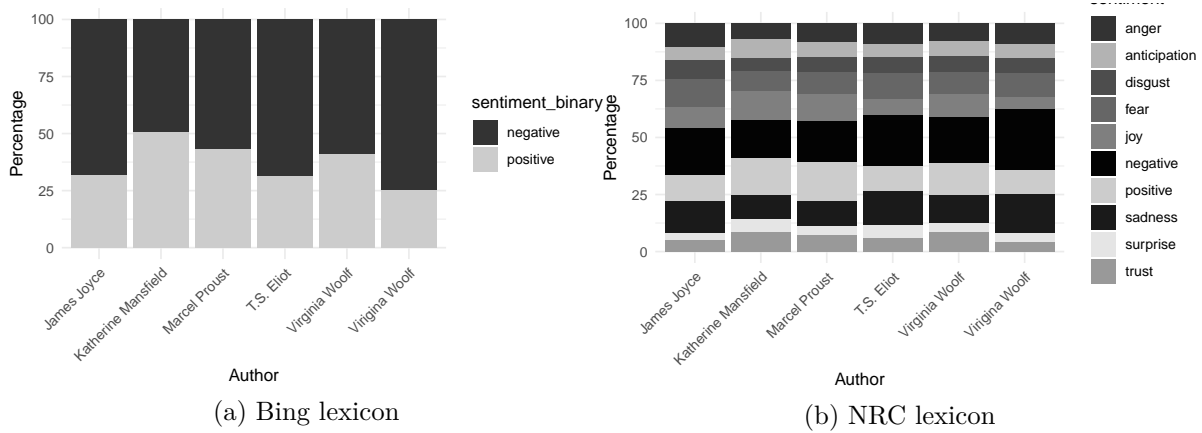 100
75
50
25
0
Percentage
James Joyce
Katherine Mansfield
Marcel Proust
T.S. Eliot
Virginia Woolf
Virigina Woolf
Author
sentiment_binary
negative
positive
(a) Bing lexicon
100
75
50
25
0
Percentage
James Joyce
Katherine Mansfield
Marcel Proust
T.S. Eliot
Virginia Woolf
Virigina Woolf
Author
sentiment
anger
anticipation
disgust
fear
joy
negative
positive
sadness
surprise
trust
(b) NRC lexicon